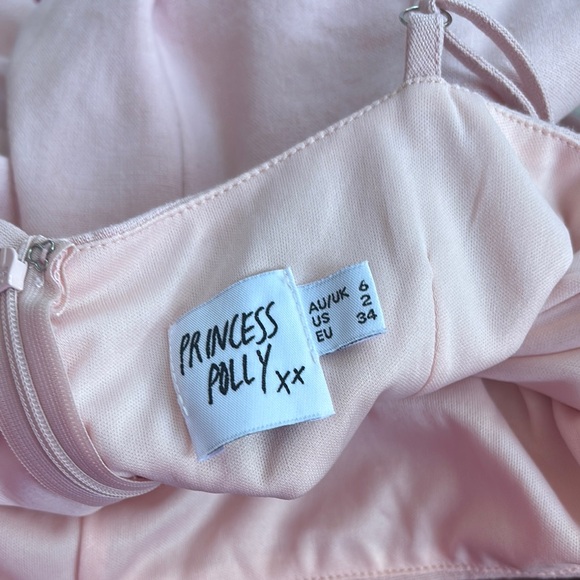 PRINCESS
POLLY xx
AU/UK 6
US 2
EU 34